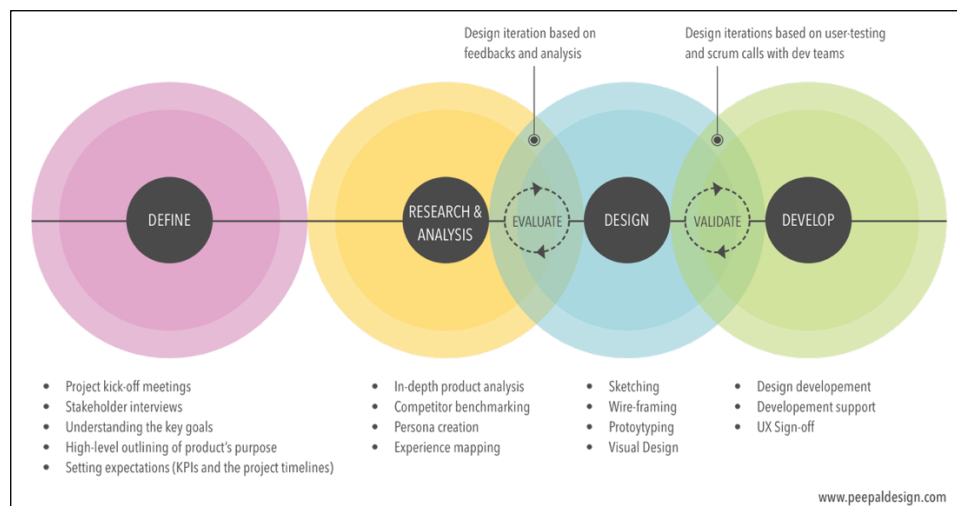 Design iteration based on
feedbacks and analysis
Design iterations based on user-testing
and scrum calls with dev teams
DEFINE
RESEARCH &
ANALYSIS
EVALUATE
DESIGN
VALIDATE
DEVELOP
• Project kick-off meetings
• Stakeholder interviews
• Understanding the key goals
• High-level outlining of product's purpose
• Setting expectations (KPIs and the project timelines)
• In-depth product analysis
• Competitor benchmarking
• Persona creation
• Experience mapping
• Sketching
• Wire-framing
• Protoytyping
• Visual Design
• Design developement
• Developement support
• UX Sign-off
www.peepaldesign.com